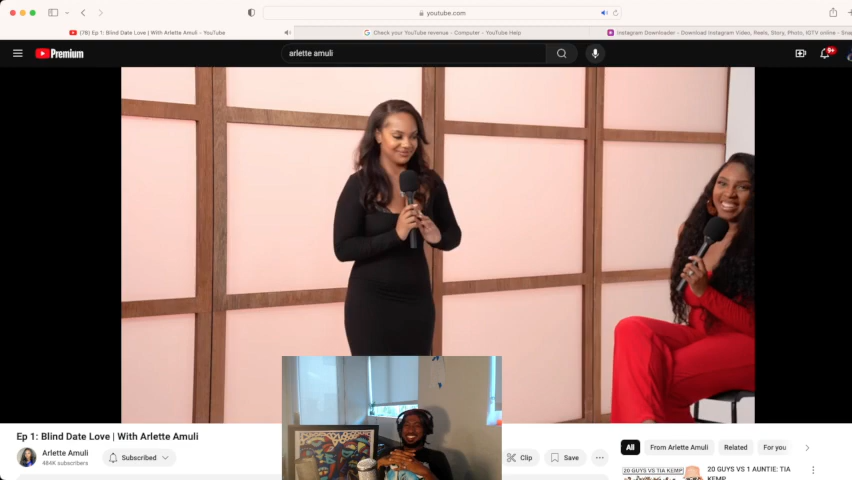 youtube.com
(78) Ep 1: Blind Date Love | With Arlette Amuli - YouTube
Check your YouTube revenue - Computer - YouTube Help
Instagram Downloader - Download Instagram Video, Reels, Story, Photo, IGTV online - Snap
Premium
arlette amuli
9+
Ep 1: Blind Date Love | With Arlette Amuli
Arlette Amuli
484K subscribers
Subscribed
Clip
Save
All
From Arlette Amuli
Related
For you
20 GUYS VS TIA KEMP
20 GUYS VS 1 AUNTIE: TIA
KEMP